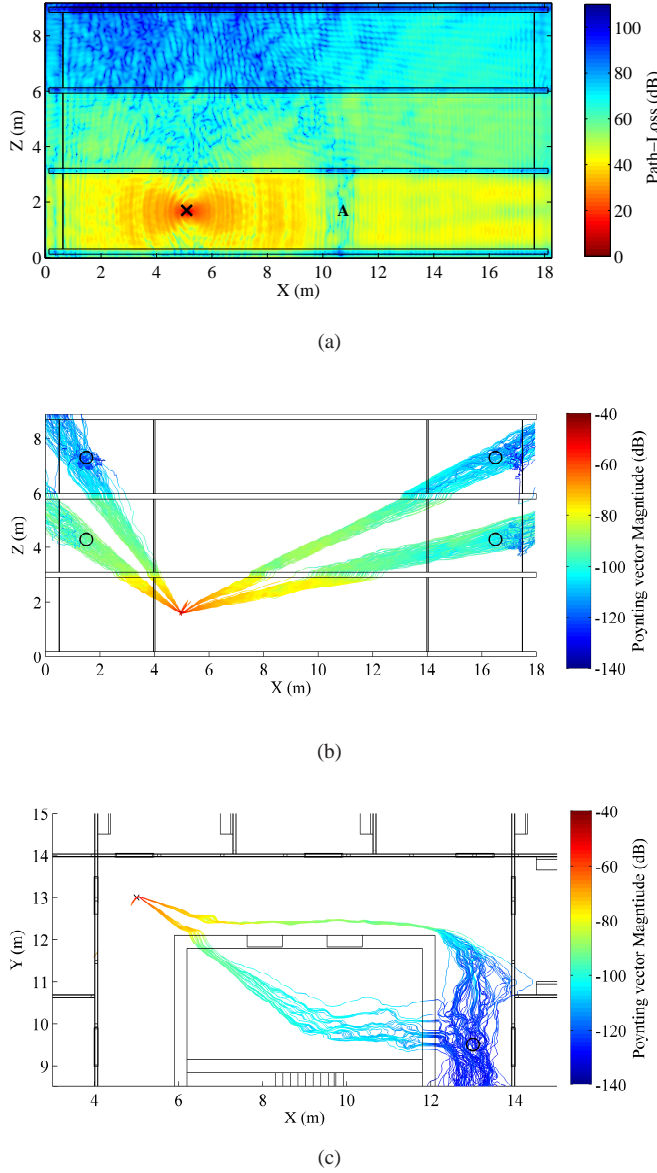 8
6
4
2
0
Z (m)
A
0 2 4 6 8 10 12 14 16 18
X (m)
100
80
60
40
20
0
Path−Loss (dB)
(a)
8
6
4
2
0
Z (m)
0 2 4 6 8 10 12 14 16 18
X (m)
-40
-60
-80
-100
-120
-140
Poynting vector Magntiude (dB)
(b)
15
14
13
12
11
10
9
Y (m)
4 6 8 10 12 14
X (m)
-40
-60
-80
-100
-120
-140
Poynting vector Magntiude (dB)
(c)